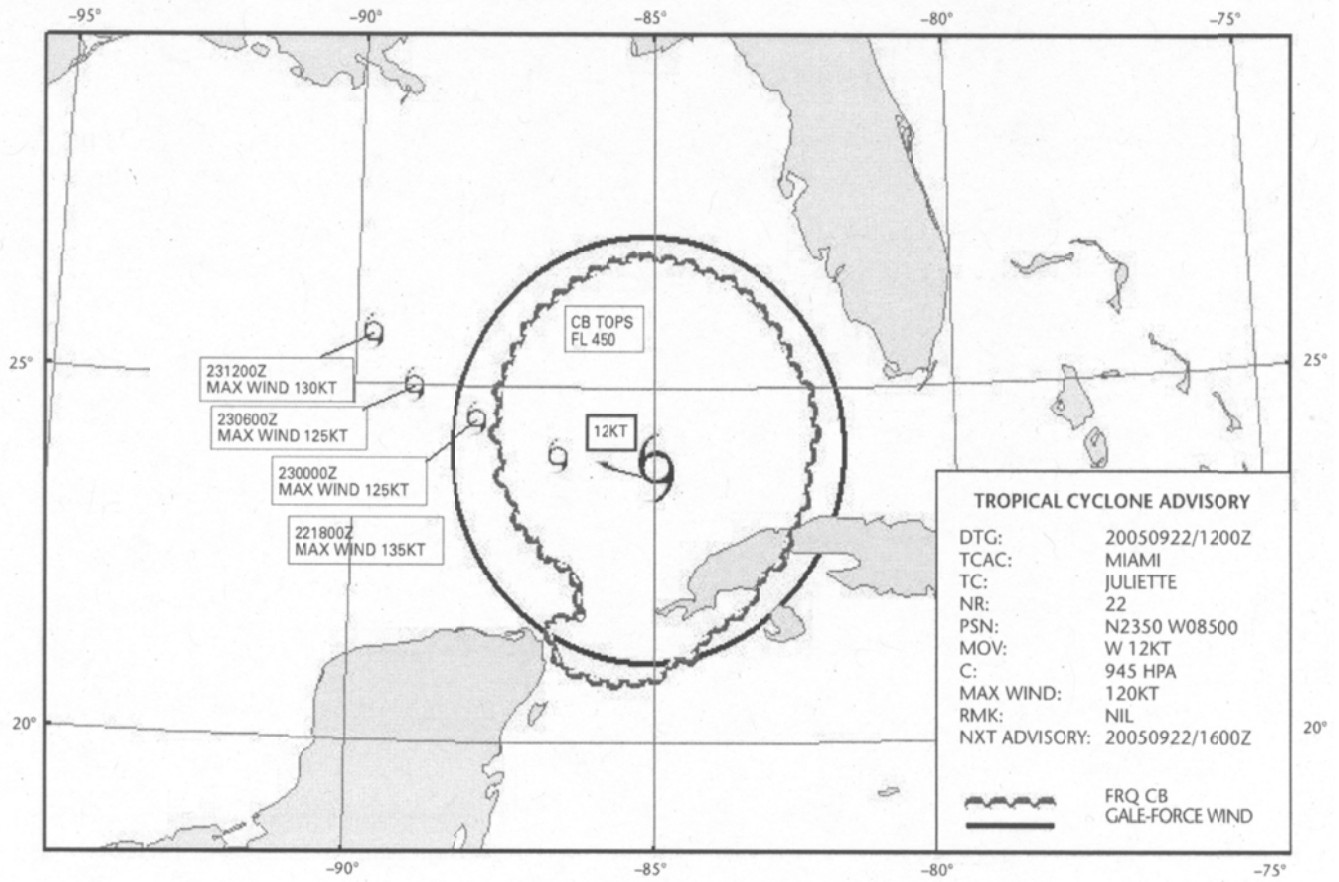 −95°
−90°
−85°
−80°
−75°
CB TOPS
FL 450
25°
25°
231200Z
MAX WIND 130KT
230600Z
MAX WIND 125KT
12KT
230000Z
MAX WIND 125KT
221800Z
MAX WIND 135KT
TROPICAL CYCLONE ADVISORY
DTG: 20050922/1200Z
TCAC: MIAMI
TC: JULIETTE
NR: 22
PSN: N2350 W08500
MOV: W 12KT
C: 945 HPA
MAX WIND: 120KT
RMK: NIL
NXT ADVISORY: 20050922/1600Z
FRQ CB
GALE-FORCE WIND
20°
20°
−90°
−85°
−80°
−75°